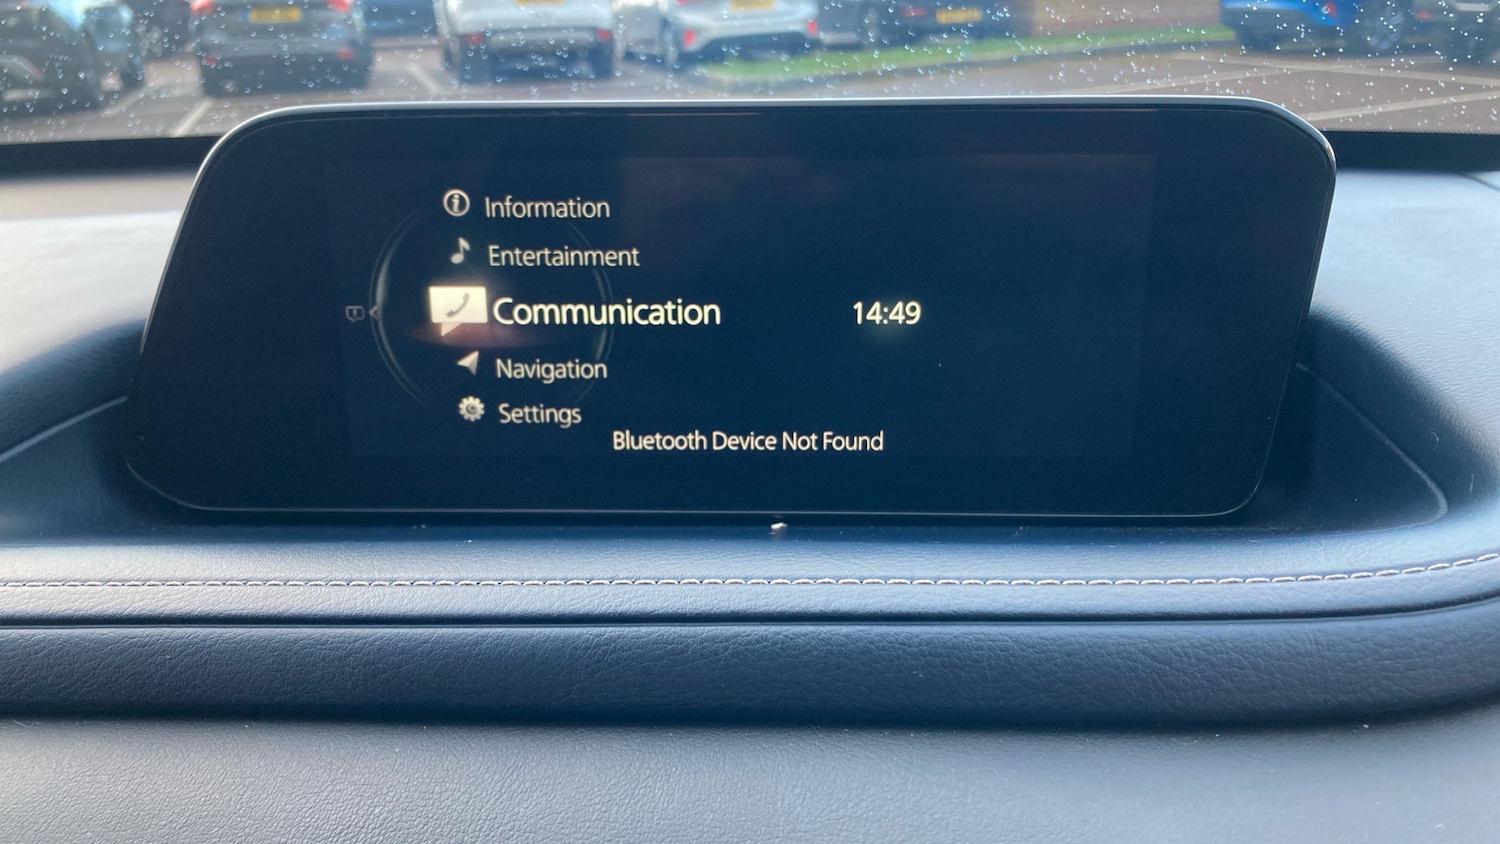 Information
Entertainment
Communication 14:49
Navigation
Settings
Bluetooth Device Not Found